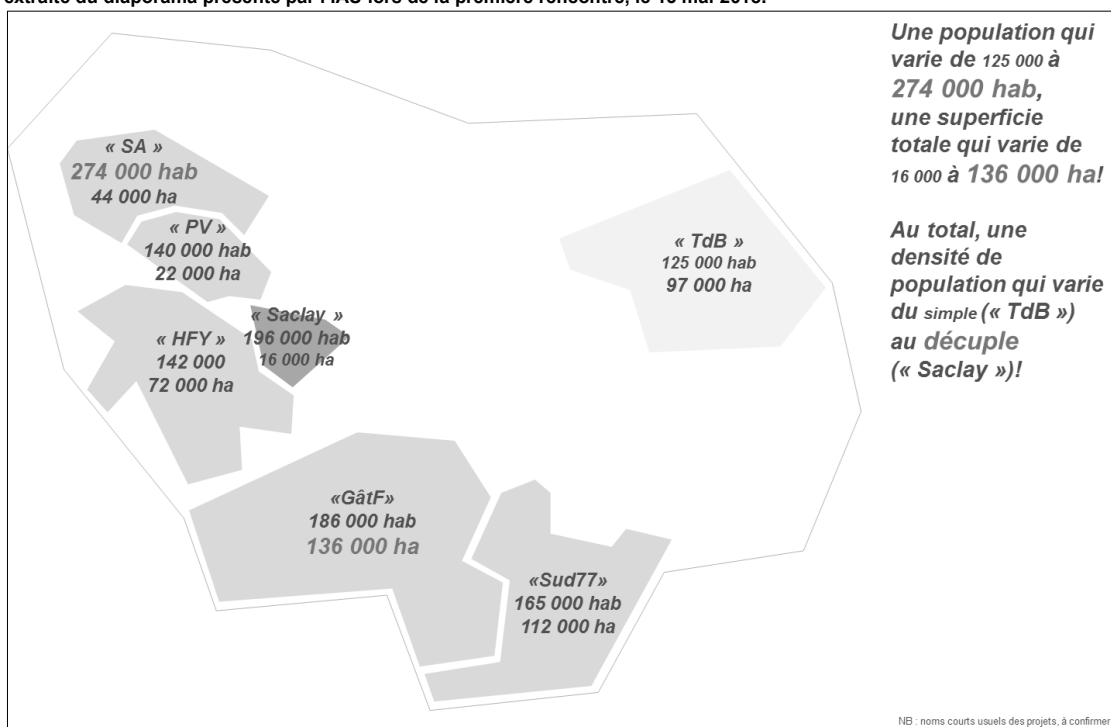 extraite du diaporama présenté par l'IAU lors de la première rencontre, le 16 mai 2013.
« SA »
274 000 hab
44 000 ha
« PV »
140 000 hab
22 000 ha
« Saclay »
196 000 hab
16 000 ha
« HFY »
142 000
72 000 ha
« TdB »
125 000 hab
97 000 ha
«GâtF»
186 000 hab
136 000 ha
«Sud77»
165 000 hab
112 000 ha
Une population qui
varie de 125 000 à
274 000 hab,
une superficie
totale qui varie de
16 000 à 136 000 ha!
Au total, une
densité de
population qui varie
du simple (« TdB »)
au décuple
(« Saclay »)!
NB : noms courts usuels des projets, à confirmer